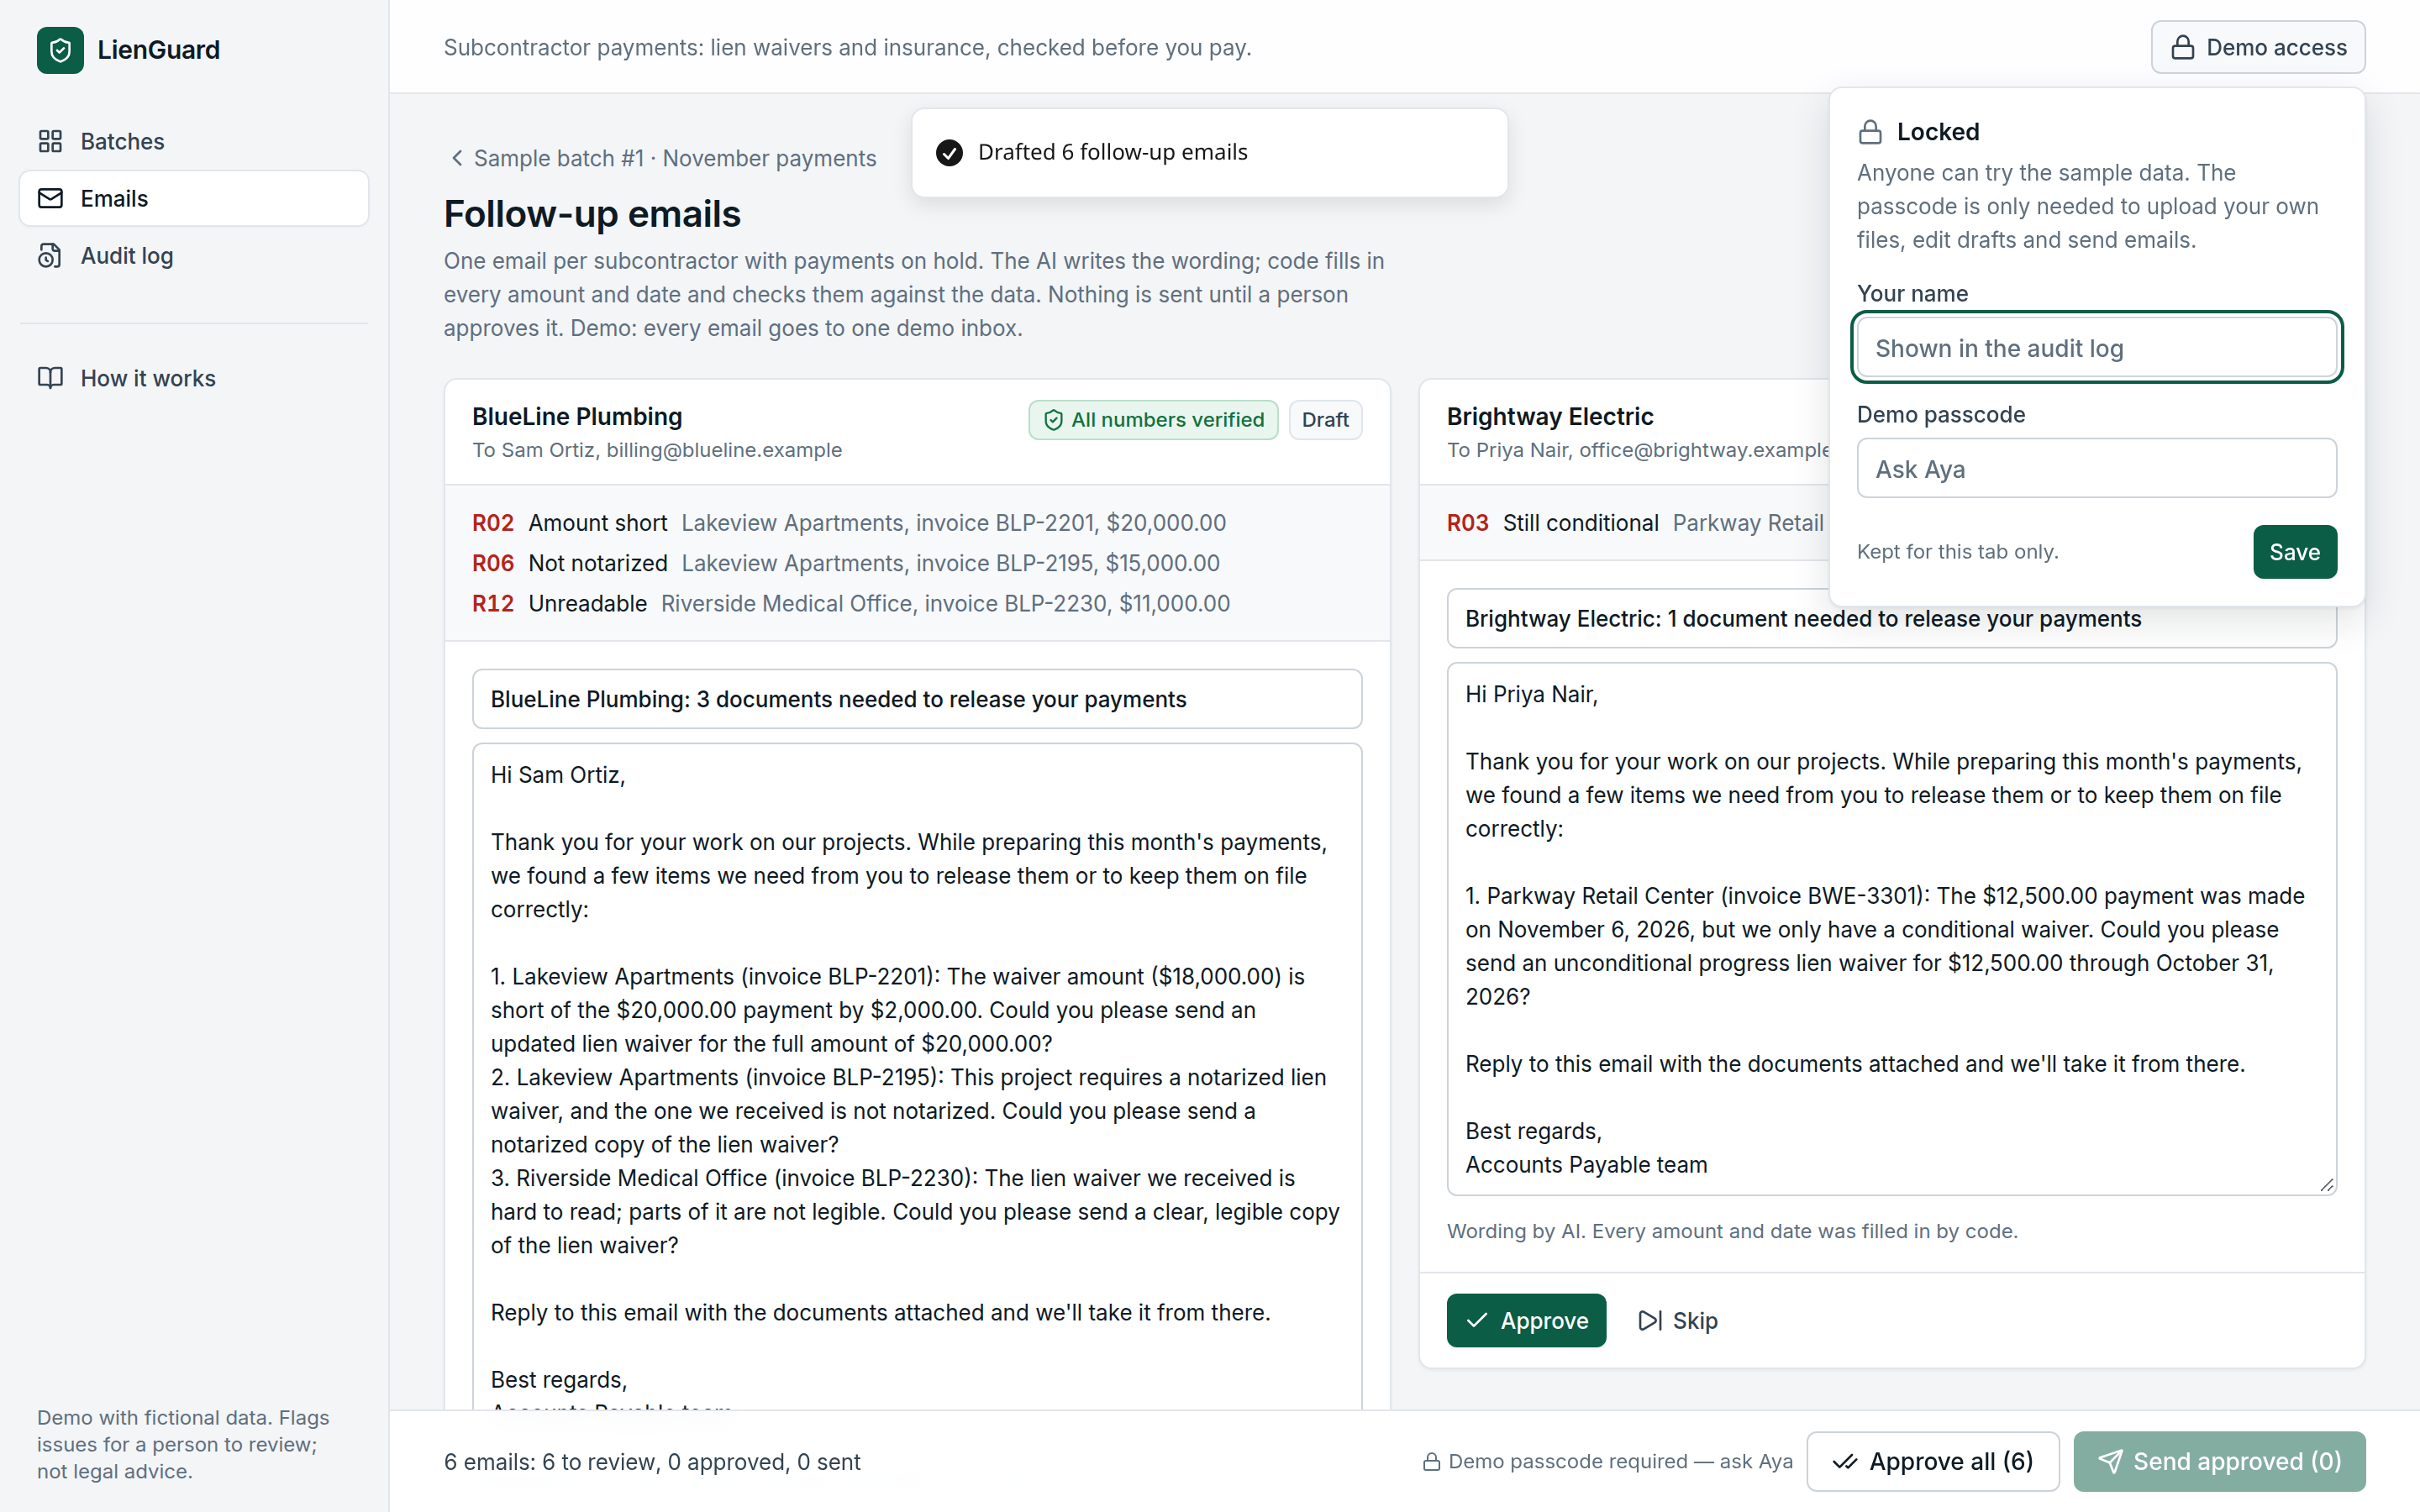 LienGuard
Batches
Emails
Audit log
How it works
Demo with fictional data. Flags
issues for a person to review;
not legal advice.
Subcontractor payments: lien waivers and insurance, checked before you pay.
Demo access
Drafted 6 follow-up emails
Sample batch #1 · November payments
Follow-up emails
One email per subcontractor with payments on hold. The AI writes the wording; code fills in
every amount and date and checks them against the data. Nothing is sent until a person
approves it. Demo: every email goes to one demo inbox.
Locked
Anyone can try the sample data. The
passcode is only needed to upload your own
files, edit drafts and send emails.
Your name
Shown in the audit log
Demo passcode
Ask Aya
Kept for this tab only.
Save
BlueLine Plumbing
To Sam Ortiz, billing@blueline.example
All numbers verified
Draft
R02 Amount short Lakeview Apartments, invoice BLP-2201, $20,000.00
R06 Not notarized Lakeview Apartments, invoice BLP-2195, $15,000.00
R12 Unreadable Riverside Medical Office, invoice BLP-2230, $11,000.00
BlueLine Plumbing: 3 documents needed to release your payments
Hi Sam Ortiz,
Thank you for your work on our projects. While preparing this month's payments,
we found a few items we need from you to release them or to keep them on file
correctly:
1. Lakeview Apartments (invoice BLP-2201): The waiver amount ($18,000.00) is
short of the $20,000.00 payment by $2,000.00. Could you please send an
updated lien waiver for the full amount of $20,000.00?
2. Lakeview Apartments (invoice BLP-2195): This project requires a notarized lien
waiver, and the one we received is not notarized. Could you please send a
notarized copy of the lien waiver?
3. Riverside Medical Office (invoice BLP-2230): The lien waiver we received is
hard to read; parts of it are not legible. Could you please send a clear, legible copy
of the lien waiver?
Reply to this email with the documents attached and we'll take it from there.
Best regards,
Accounts Payable team
Brightway Electric
To Priya Nair, office@brightway.example
R03 Still conditional Parkway Retail
Brightway Electric: 1 document needed to release your payments
Hi Priya Nair,
Thank you for your work on our projects. While preparing this month's payments,
we found a few items we need from you to release them or to keep them on file
correctly:
1. Parkway Retail Center (invoice BWE-3301): The $12,500.00 payment was made
on November 6, 2026, but we only have a conditional waiver. Could you please
send an unconditional progress lien waiver for $12,500.00 through October 31,
2026?
Reply to this email with the documents attached and we'll take it from there.
Best regards,
Accounts Payable team
Wording by AI. Every amount and date was filled in by code.
Approve
Skip
6 emails: 6 to review, 0 approved, 0 sent
Demo passcode required — ask Aya
Approve all (6)
Send approved (0)